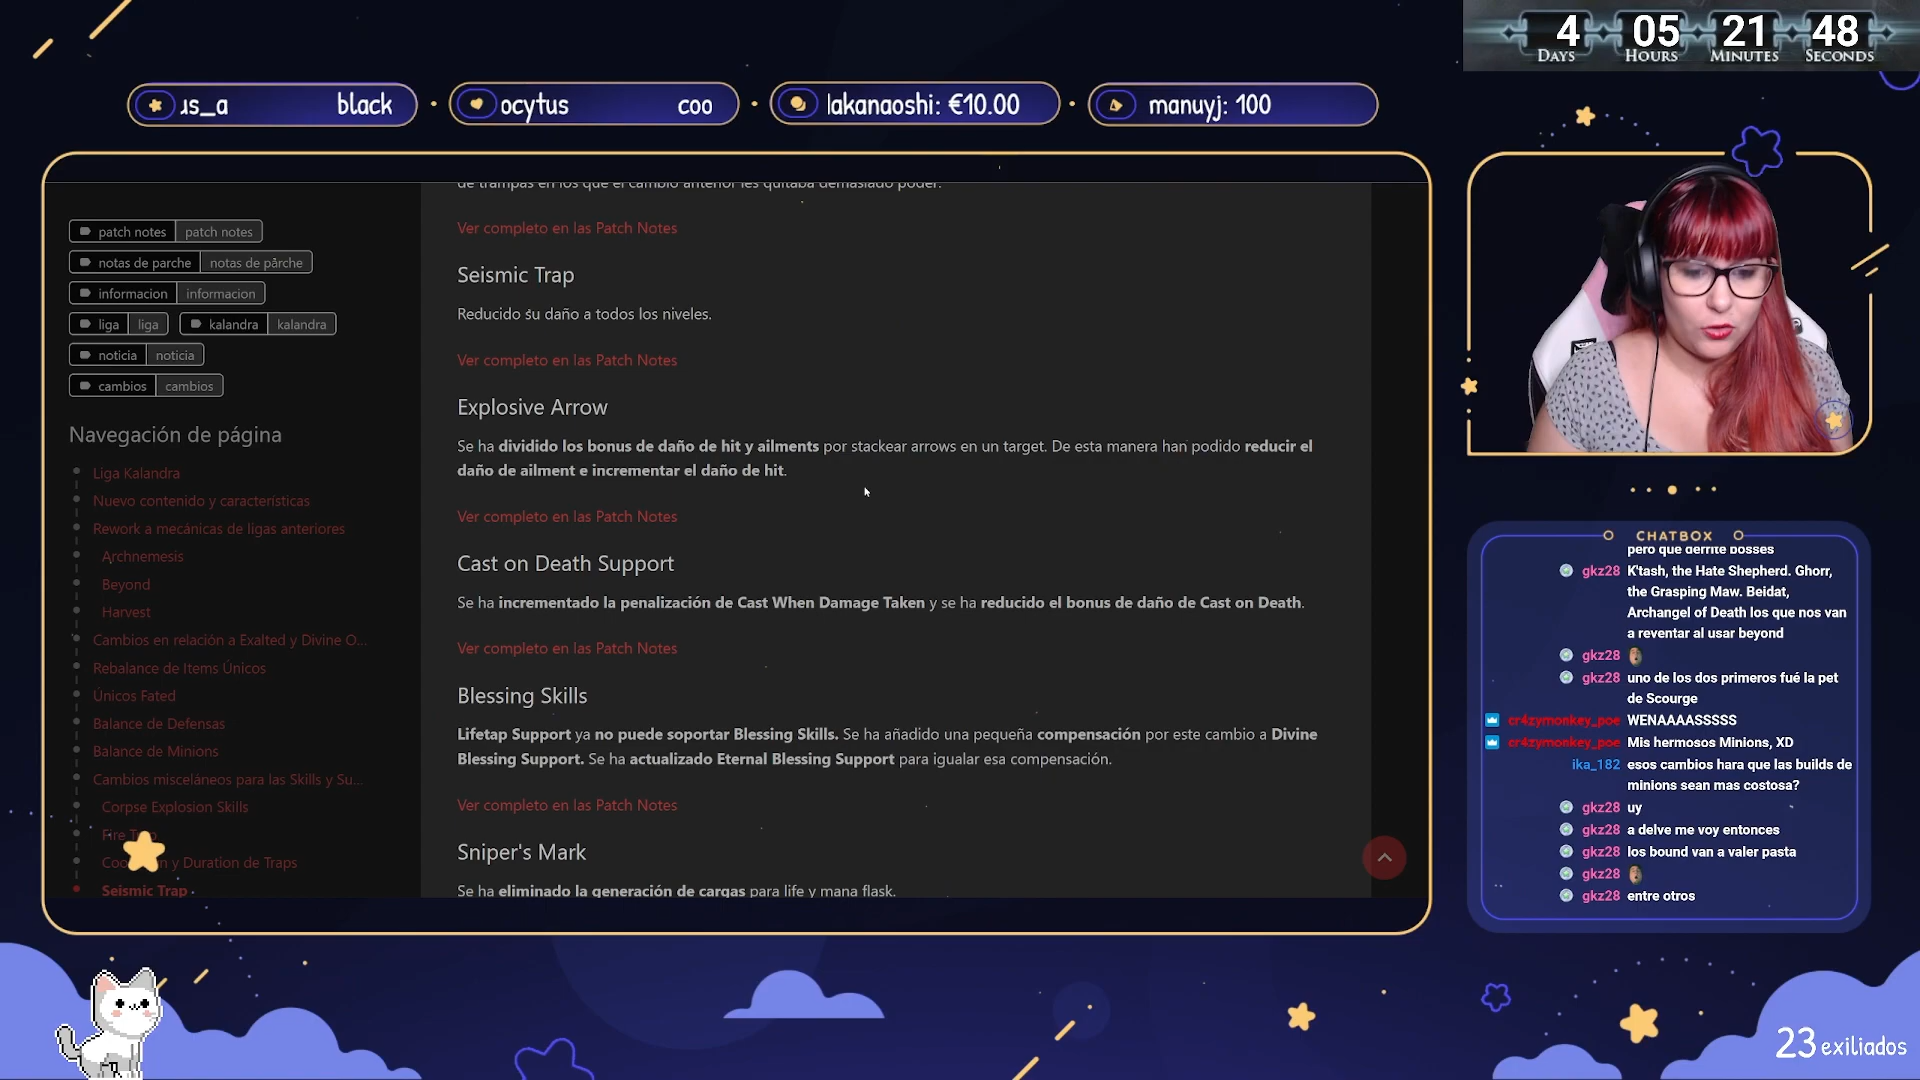 4 05 21 48
DAYS HOURS MINUTES SECONDS
us_a black
ocytus coo
lakanaoshi: €10.00
manuyj: 100
de trampas en los que el cambio anterior les quitaba demasiado poder.
Ver completo en las Patch Notes
Seismic Trap
Reducido su daño a todos los niveles.
Ver completo en las Patch Notes
Explosive Arrow
Se ha dividido los bonus de daño de hit y ailments por stackear arrows en un target. De esta manera han podido reducir el
daño de ailment e incrementar el daño de hit.
Ver completo en las Patch Notes
Cast on Death Support
Se ha incrementado la penalización de Cast When Damage Taken y se ha reducido el bonus de daño de Cast on Death.
Ver completo en las Patch Notes
Blessing Skills
Lifetap Support ya no puede soportar Blessing Skills. Se ha añadido una pequeña compensación por este cambio a Divine
Blessing Support. Se ha actualizado Eternal Blessing Support para igualar esa compensación.
Ver completo en las Patch Notes
Sniper's Mark
Se ha eliminado la generación de cargas para life y mana flask.
patch notes patch notes
notas de parche notas de parche
informacion informacion
liga liga kalandra kalandra
noticia noticia
cambios cambios
Navegación de página
Liga Kalandra
Nuevo contenido y características
Rework a mecánicas de ligas anteriores
Archnemesis
Beyond
Harvest
Cambios en relación a Exalted y Divine O...
Rebalance de Items Únicos
Únicos Fated
Balance de Defensas
Balance de Minions
Cambios misceláneos para las Skills y Su...
Corpse Explosion Skills
Fire
y Duration de Traps
Seismic Trap
CHATBOX
pero que derrite bosses
gkz28 K'tash, the Hate Shepherd. Ghorr,
the Grasping Maw. Beidat,
Archangel of Death los que nos van
a reventar al usar beyond
gkz28
gkz28 uno de los dos primeros fué la pet
de Scourge
cr4zymonkey_poe WENAAAASSSSS
cr4zymonkey_poe Mis hermosos Minions, XD
ika_182 esos cambios hara que las builds de
minions sean mas costosa?
gkz28 uy
gkz28 a delve me voy entonces
gkz28 los bound van a valer pasta
gkz28
gkz28 entre otros
23 exiliados